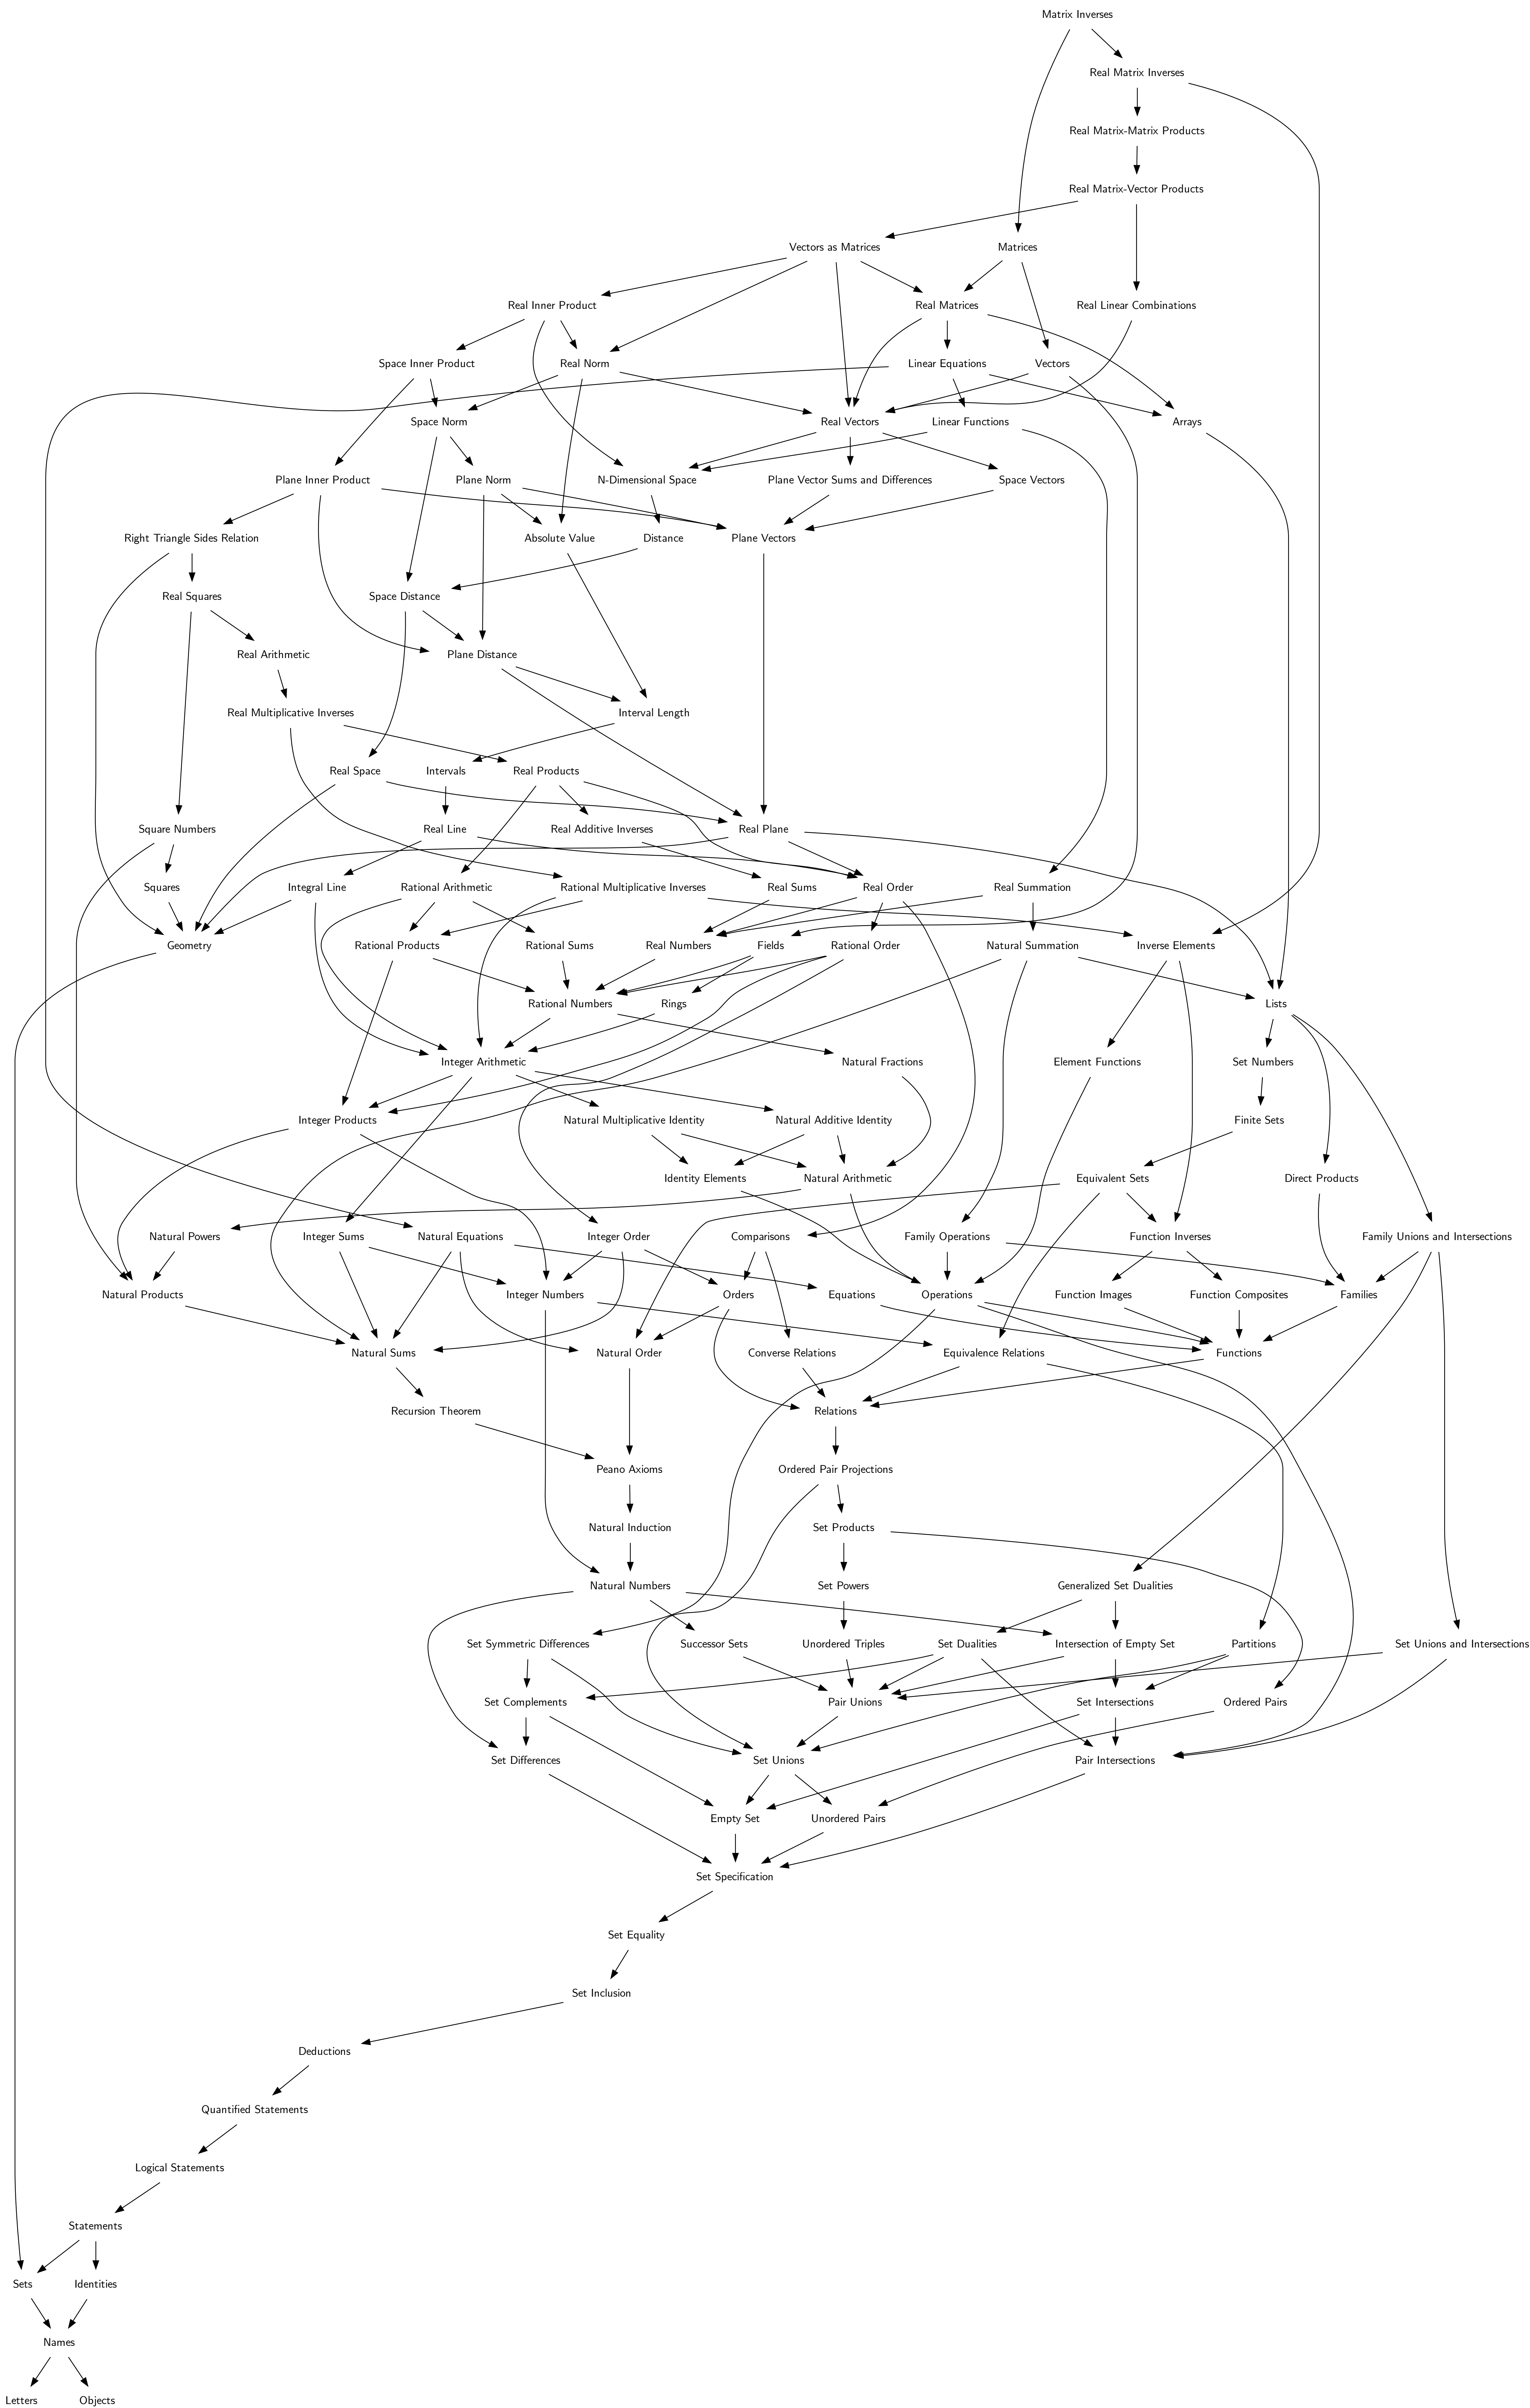 Matrix Inverses
Real Matrix Inverses
Real Matrix-Matrix Products
Real Matrix-Vector Products
Vectors as Matrices
Matrices
Real Inner Product
Real Matrices
Real Linear Combinations
Space Inner Product
Real Norm
Linear Equations
Vectors
Space Norm
Real Vectors
Linear Functions
Arrays
Plane Inner Product
Plane Norm
N-Dimensional Space
Plane Vector Sums and Differences
Space Vectors
Right Triangle Sides Relation
Absolute Value
Distance
Plane Vectors
Real Squares
Space Distance
Real Arithmetic
Plane Distance
Real Multiplicative Inverses
Interval Length
Real Space
Intervals
Real Products
Square Numbers
Real Line
Real Additive Inverses
Real Plane
Squares
Integral Line
Rational Arithmetic
Rational Multiplicative Inverses
Real Sums
Real Order
Real Summation
Geometry
Rational Products
Rational Sums
Real Numbers
Fields
Rational Order
Natural Summation
Inverse Elements
Rational Numbers
Rings
Lists
Integer Arithmetic
Natural Fractions
Element Functions
Set Numbers
Integer Products
Natural Multiplicative Identity
Natural Additive Identity
Finite Sets
Identity Elements
Natural Arithmetic
Equivalent Sets
Direct Products
Natural Powers
Integer Sums
Natural Equations
Integer Order
Comparisons
Family Operations
Function Inverses
Family Unions and Intersections
Natural Products
Integer Numbers
Orders
Equations
Operations
Function Images
Function Composites
Families
Natural Sums
Natural Order
Converse Relations
Equivalence Relations
Functions
Recursion Theorem
Relations
Peano Axioms
Ordered Pair Projections
Natural Induction
Set Products
Natural Numbers
Set Powers
Generalized Set Dualities
Set Symmetric Differences
Successor Sets
Unordered Triples
Set Dualities
Intersection of Empty Set
Partitions
Set Unions and Intersections
Set Complements
Pair Unions
Set Intersections
Ordered Pairs
Set Differences
Set Unions
Pair Intersections
Empty Set
Unordered Pairs
Set Specification
Set Equality
Set Inclusion
Deductions
Quantified Statements
Logical Statements
Statements
Sets
Identities
Names
Letters
Objects